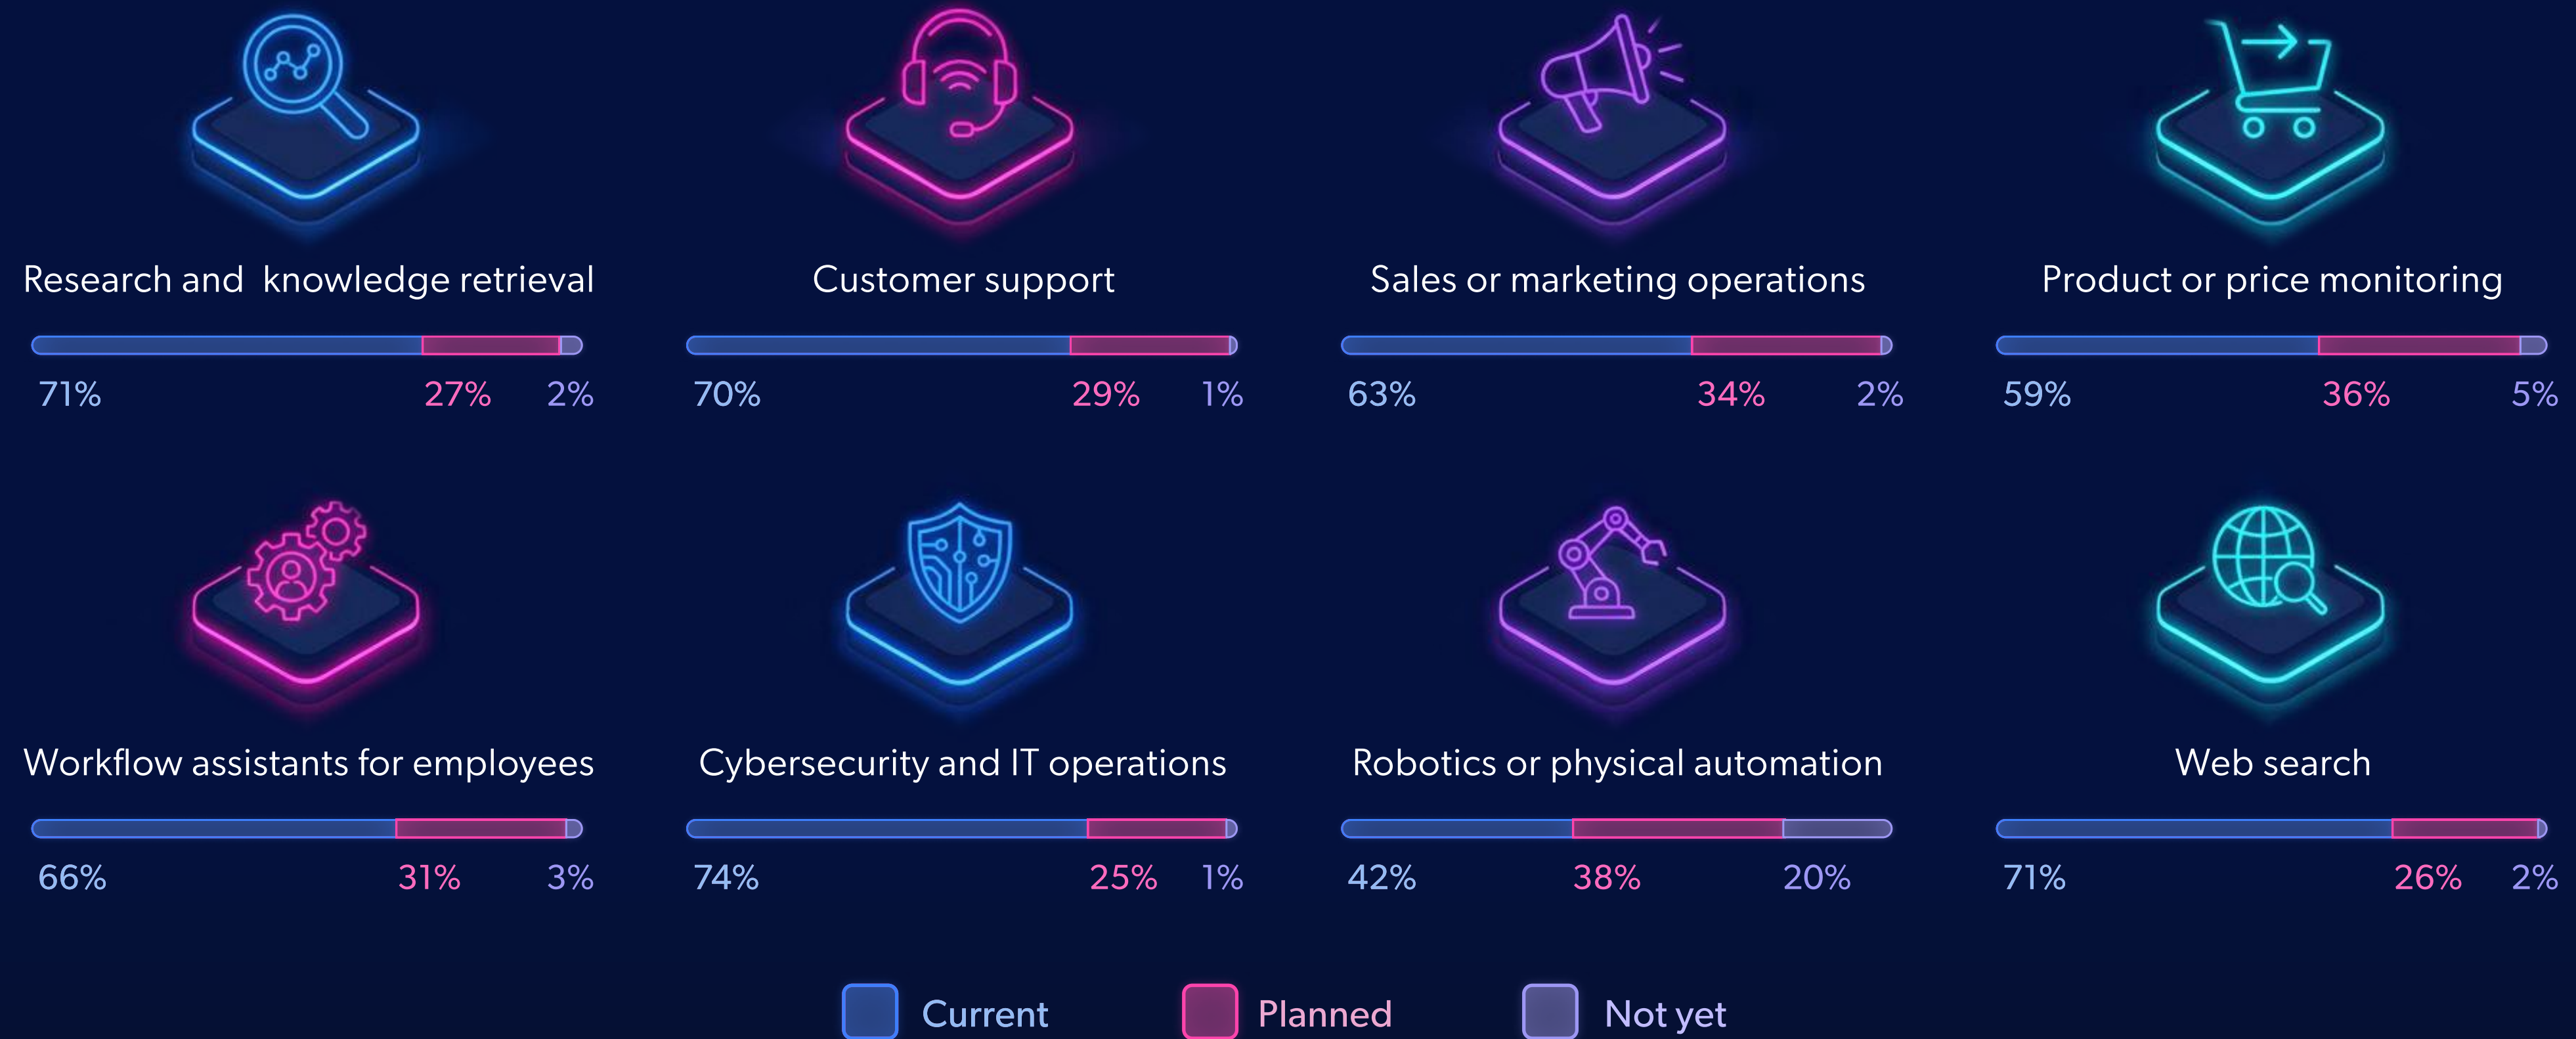 Research and  knowledge retrieval
71% 27% 2%
Customer support
70% 29% 1%
Sales or marketing operations
63% 34% 2%
Product or price monitoring
59% 36% 5%
Workflow assistants for employees
66% 31% 3%
Cybersecurity and IT operations
74% 25% 1%
Robotics or physical automation
42% 38% 20%
Web search
71% 26% 2%
Current
Planned
Not yet